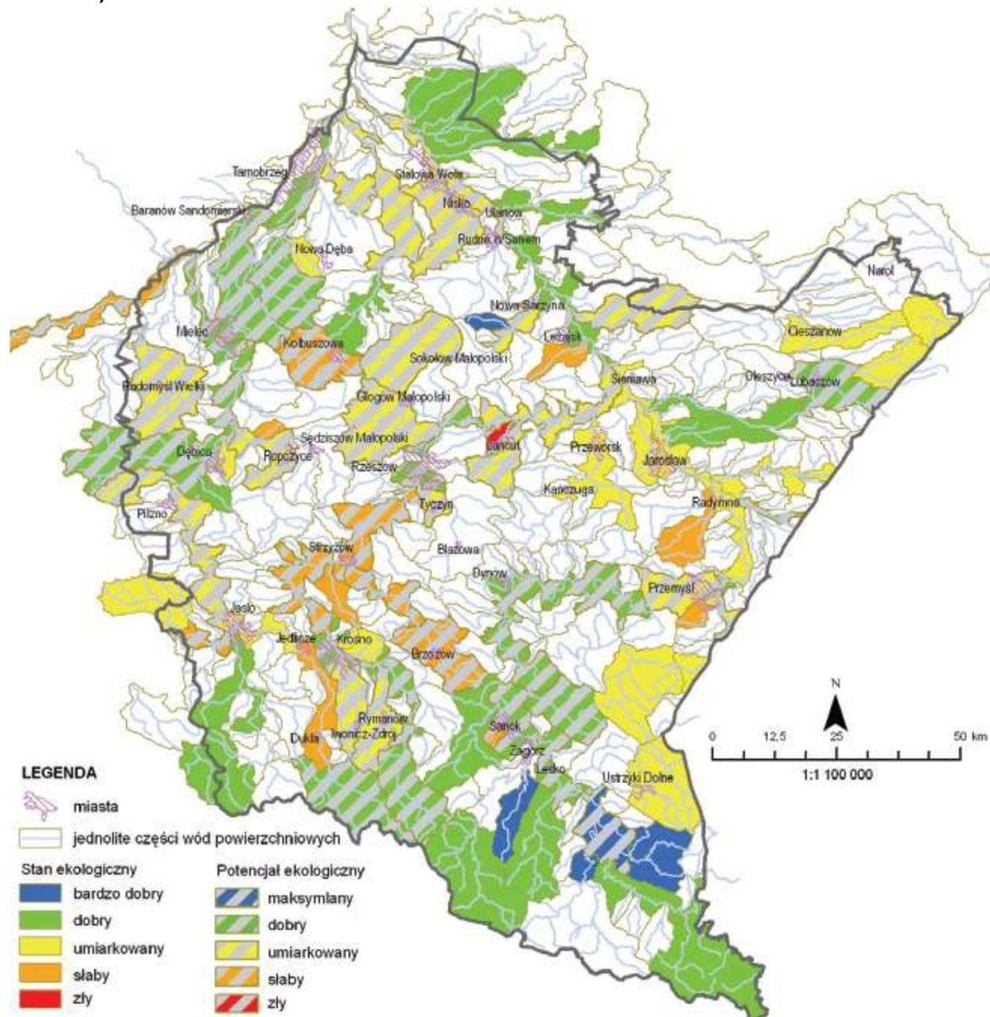 Tarnobrzeg
Stalowa Wola
Baranów Sandomierski
Nisko
Ulanów
Rudnik n/Sanem
Nowa Dęba
Narol
Nowa Sarzyna
Cieszanów
Mielec
Kolbuszowa
Leżajsk
Sokołów Małopolski
Oleszyce
Lubaczów
Radomyśl Wielki
Sieniawa
Głogów Małopolski
Sędziszów Małopolski
Łańcut
Przeworsk
Dębica
Ropczyce
Rzeszów
Jarosław
Kańczuga
Tyczyn
Radymno
Pilzno
Strzyżów
Błażowa
Dynów
Przemyśl
Jasło
Jedlicze
Krosno
Brzozów
Rymanów
Iwonicz-Zdrój
Dukla
Sanok
Zagórz
Lesko
Ustrzyki Dolne
N
0 12,5 25 50 km
1:1 100 000
LEGENDA
miasta
jednolite części wód powierzchniowych
Stan ekologiczny
bardzo dobry
dobry
umiarkowany
słaby
zły
Potencjał ekologiczny
maksymlany
dobry
umiarkowany
słaby
zły